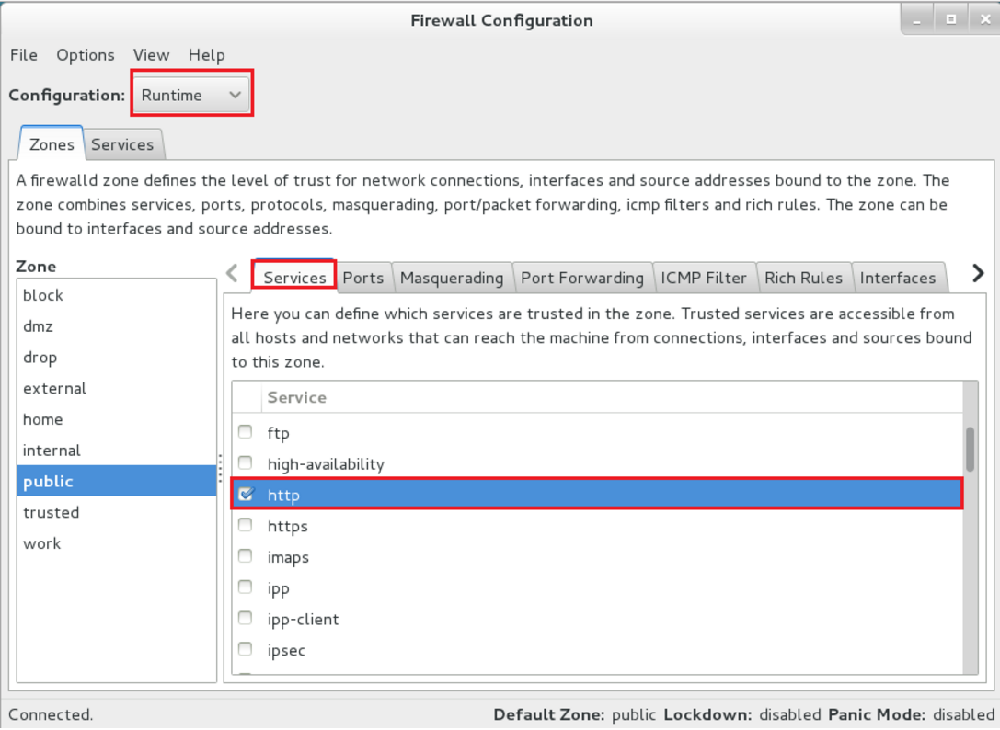 Firewall Configuration
File Options View Help
Configuration: Runtime
Zones Services
A firewalld zone defines the level of trust for network connections, interfaces and source addresses bound to the zone. The
zone combines services, ports, protocols, masquerading, port/packet forwarding, icmp filters and rich rules. The zone can be
bound to interfaces and source addresses.
Zone
block
dmz
drop
external
home
internal
public
trusted
work
Services Ports Masquerading Port Forwarding ICMP Filter Rich Rules Interfaces
Here you can define which services are trusted in the zone. Trusted services are accessible from
all hosts and networks that can reach the machine from connections, interfaces and sources bound
to this zone.
Service
ftp
high-availability
http
https
imaps
ipp
ipp-client
ipsec
Connected.
Default Zone: public Lockdown: disabled Panic Mode: disabled